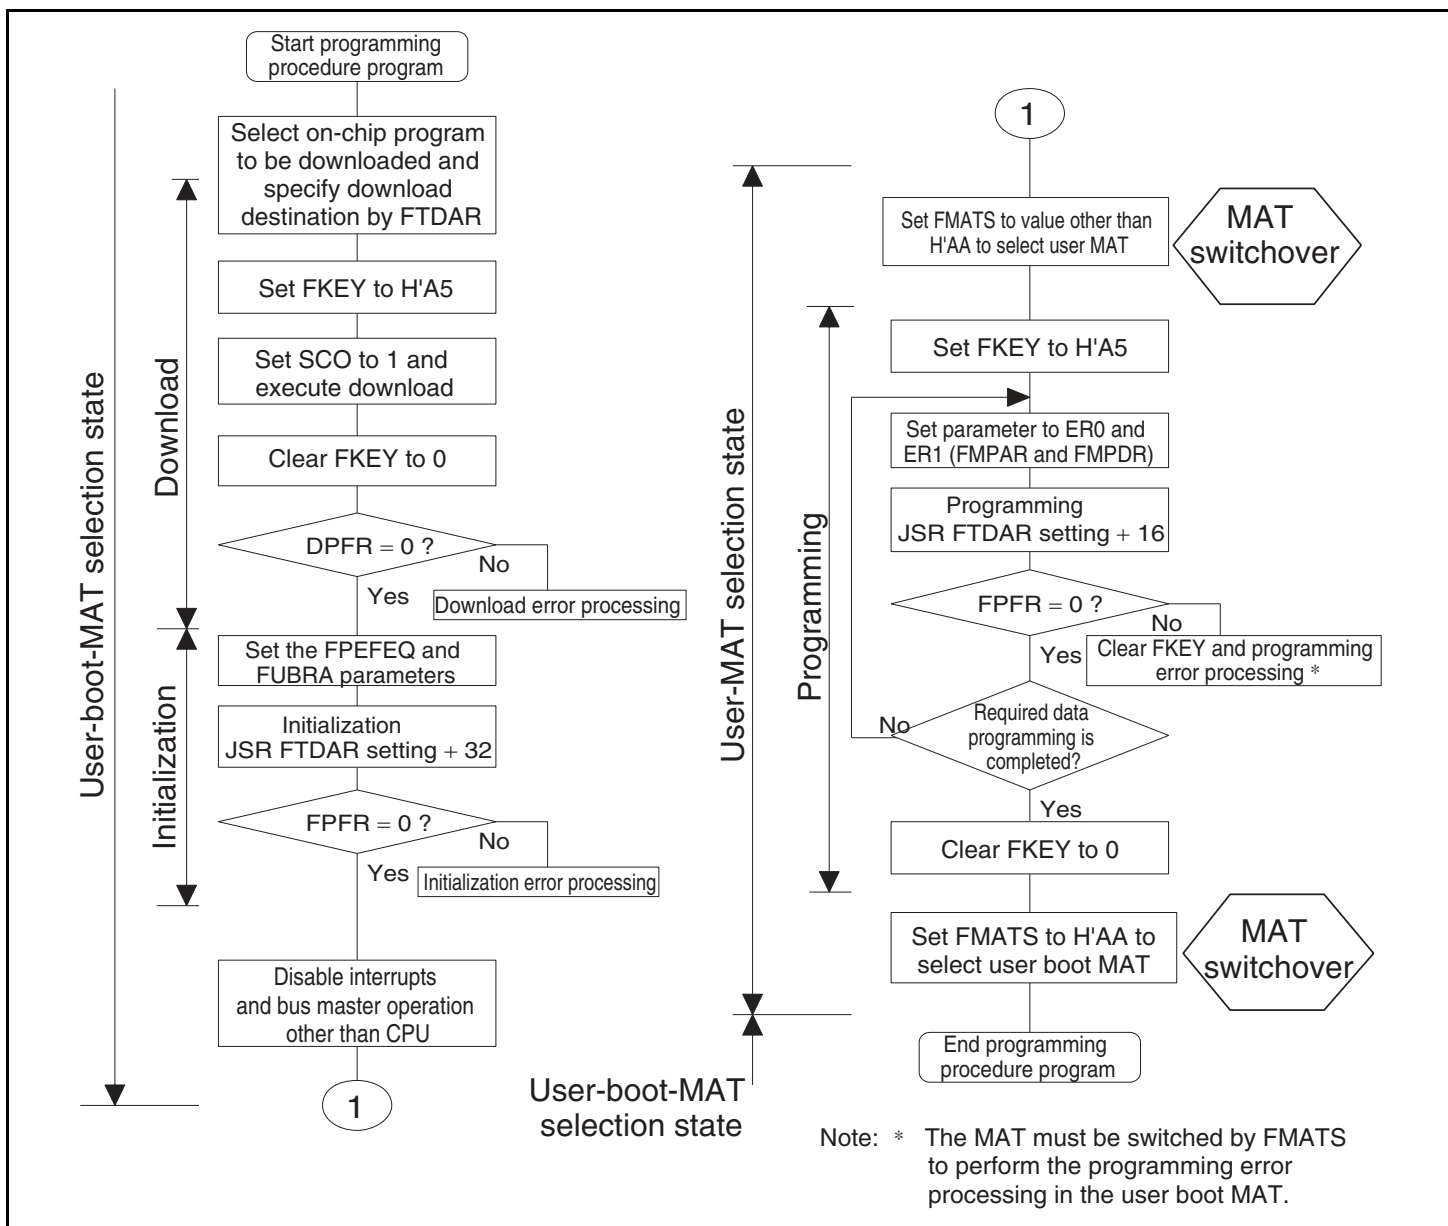 Start programming
procedure program
Select on-chip program
to be downloaded and
specify download
destination by FTDAR
Set FKEY to H'A5
Set SCO to 1 and
execute download
Clear FKEY to 0
DPFR = 0 ?
No
Yes
Download error processing
Set the FPEFEQ and
FUBRA parameters
Initialization
JSR FTDAR setting + 32
FPFR = 0 ?
No
Yes
Initialization error processing
Disable interrupts
and bus master operation
other than CPU
1
User-boot-MAT selection state
Download
Initialization
1
Set FMATS to value other than
H'AA to select user MAT
MAT
switchover
Set FKEY to H'A5
Set parameter to ER0 and
ER1 (FMPAR and FMPDR)
Programming
JSR FTDAR setting + 16
FPFR = 0 ?
No
Yes
Clear FKEY and programming
error processing *
Required data
programming is
completed?
No
Yes
Clear FKEY to 0
Set FMATS to H'AA to
select user boot MAT
MAT
switchover
End programming
procedure program
User-MAT selection state
Programming
User-boot-MAT
selection state
Note: * The MAT must be switched by FMATS
to perform the programming error
processing in the user boot MAT.